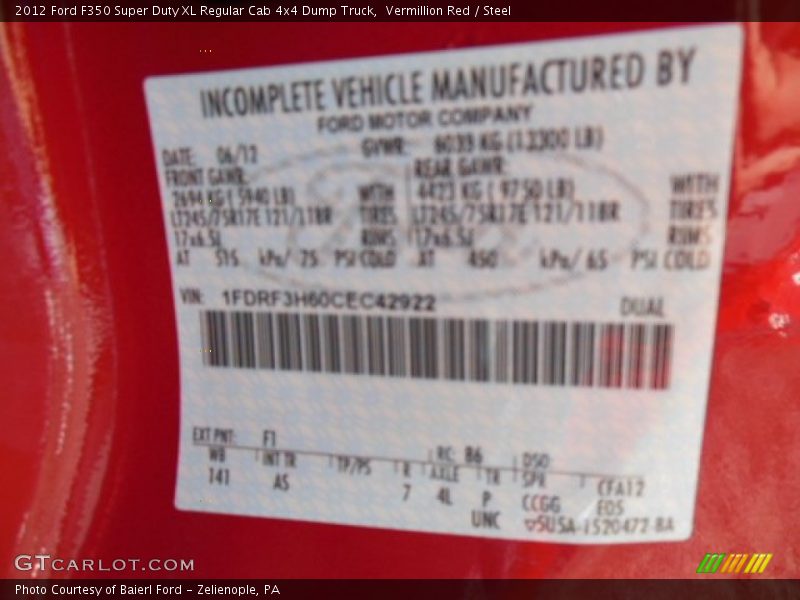 2012 Ford F350 Super Duty XL Regular Cab 4x4 Dump Truck, Vermillion Red / Steel
INCOMPLETE VEHICLE MANUFACTURED BY
FORD MOTOR COMPANY
DATE: 06/12 GVWR: 6033 KG (13300 LB)
FRONT GAWR: REAR GAWR:
2694 KG ( 5940 LB) WITH 4423 KG ( 9750 LB) WITH
LT245/75R17E 121/118R TIRES LT245/75R17E 121/118R TIRES
17x6.5J RIMS 17x6.5J RIMS
AT 515 kPa/ 75 PSI COLD AT 450 kPa/ 65 PSI COLD
VIN: 1FDRF3H60CEC42922 DUAL
EXT PNT: F1 RC: 86 DSO
WB INT TR TP/PS R AXLE TR SPR CFA12
141 AS 7 4L P CCGG EDS
UNC
GTCARLOT.COM
Photo Courtesy of Baierl Ford - Zelienople, PA